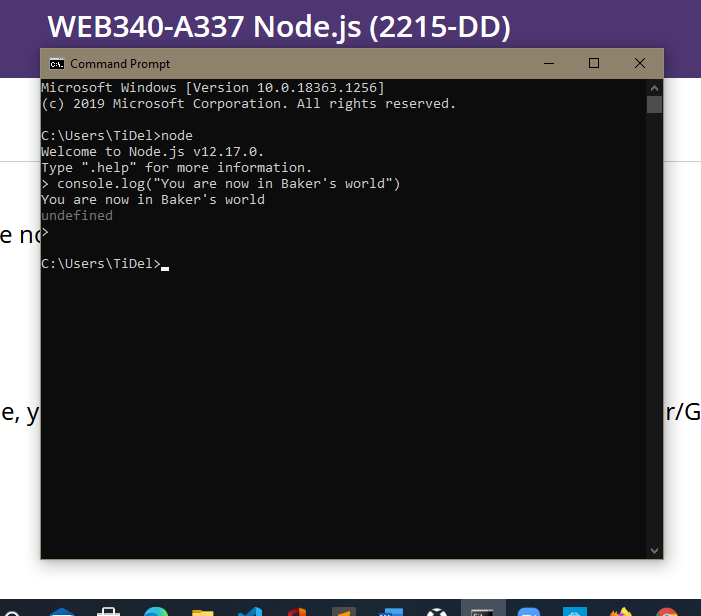 WEB340-A337 Node.js (2215-DD)
Command Prompt
Microsoft Windows [Version 10.0.18363.1256]
(c) 2019 Microsoft Corporation. All rights reserved.
C:\Users\TiDel>node
Welcome to Node.js v12.17.0.
Type ".help" for more information.
> console.log("You are now in Baker's world")
You are now in Baker's world
undefined
>
C:\Users\TiDel>